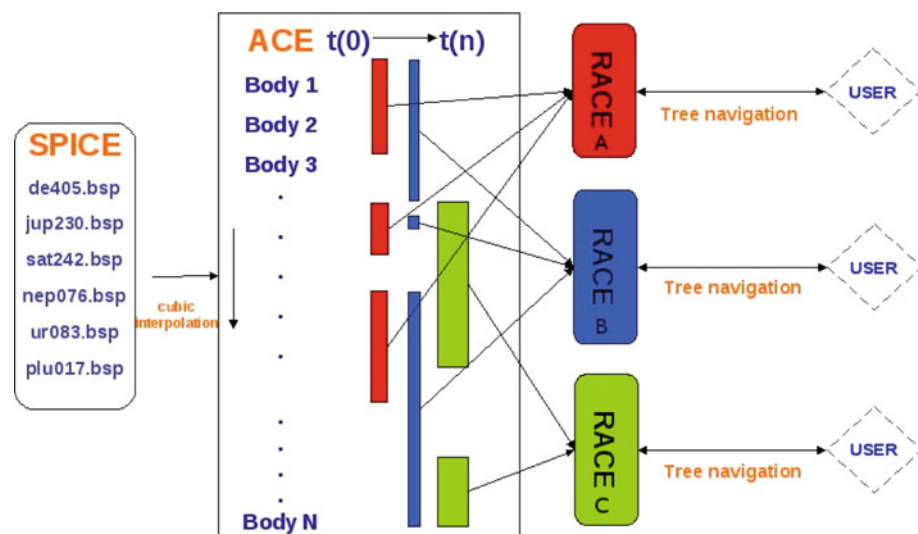 SPICE
de405.bsp
jup230.bsp
sat242.bsp
nep076.bsp
ur083.bsp
plu017.bsp
cubic
interpolation
ACE t(0) t(n)
Body 1
Body 2
Body 3
Body N
RACE A
Tree navigation
USER
RACE B
Tree navigation
USER
RACE C
Tree navigation
USER